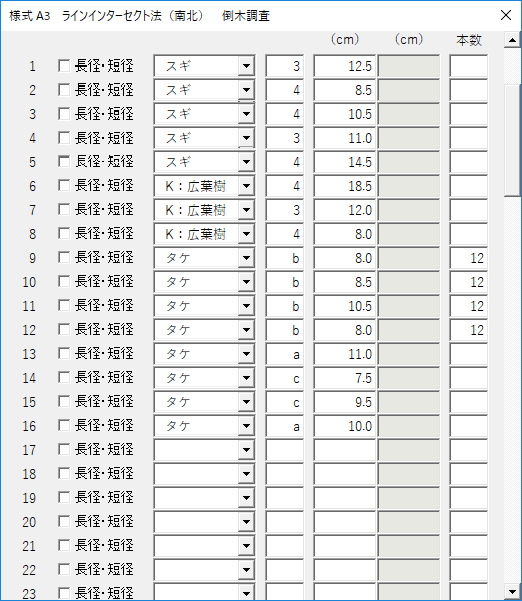 様式A3　ラインインターセクト法（南北）　倒木調査
（cm） （cm） 本数
1 長径・短径 スギ 3 12.5
2 長径・短径 スギ 4 8.5
3 長径・短径 スギ 4 10.5
4 長径・短径 スギ 3 11.0
5 長径・短径 スギ 4 14.5
6 長径・短径 K：広葉樹 4 18.5
7 長径・短径 K：広葉樹 3 12.0
8 長径・短径 K：広葉樹 4 8.0
9 長径・短径 タケ b 8.0 12
10 長径・短径 タケ b 8.5 12
11 長径・短径 タケ b 10.5 12
12 長径・短径 タケ b 8.0 12
13 長径・短径 タケ a 11.0
14 長径・短径 タケ c 7.5
15 長径・短径 タケ c 9.5
16 長径・短径 タケ a 10.0
17 長径・短径
18 長径・短径
19 長径・短径
20 長径・短径
21 長径・短径
22 長径・短径
23 長径・短径